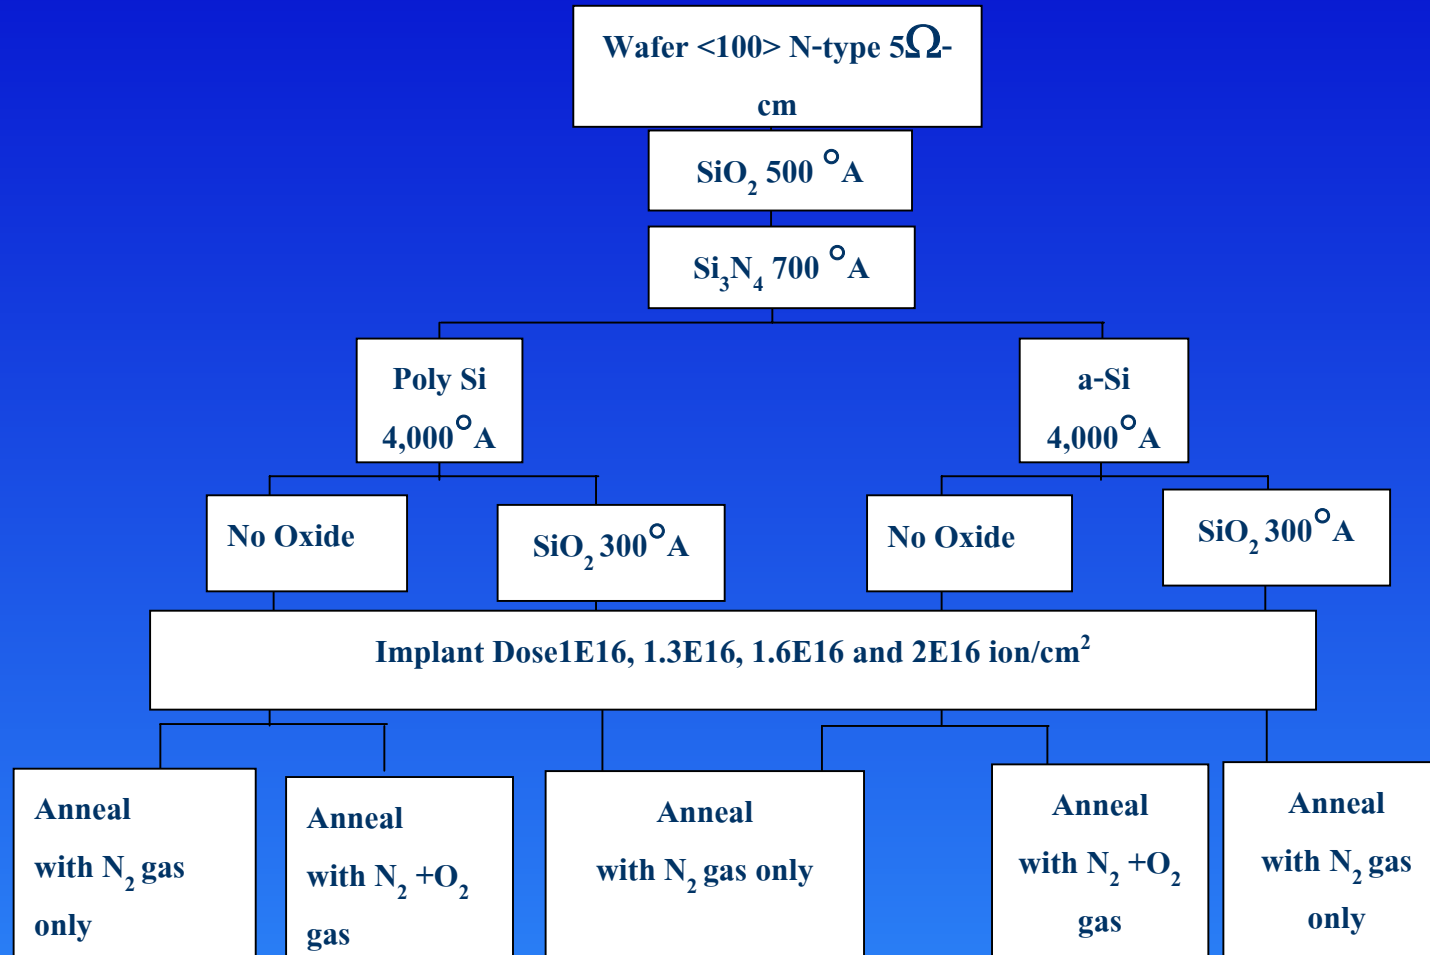 Wafer <100> N-type 5Ω-
cm
SiO₂ 500 °A
Si₃N₄ 700 °A
Poly Si
4,000°A
a-Si
4,000°A
No Oxide
SiO₂ 300°A
No Oxide
SiO₂ 300°A
Implant Dose1E16, 1.3E16, 1.6E16 and 2E16 ion/cm²
Anneal
with N₂ gas
only
Anneal
with N₂ +O₂
gas
Anneal
with N₂ gas only
Anneal
with N₂ +O₂
gas
Anneal
with N₂ gas
only